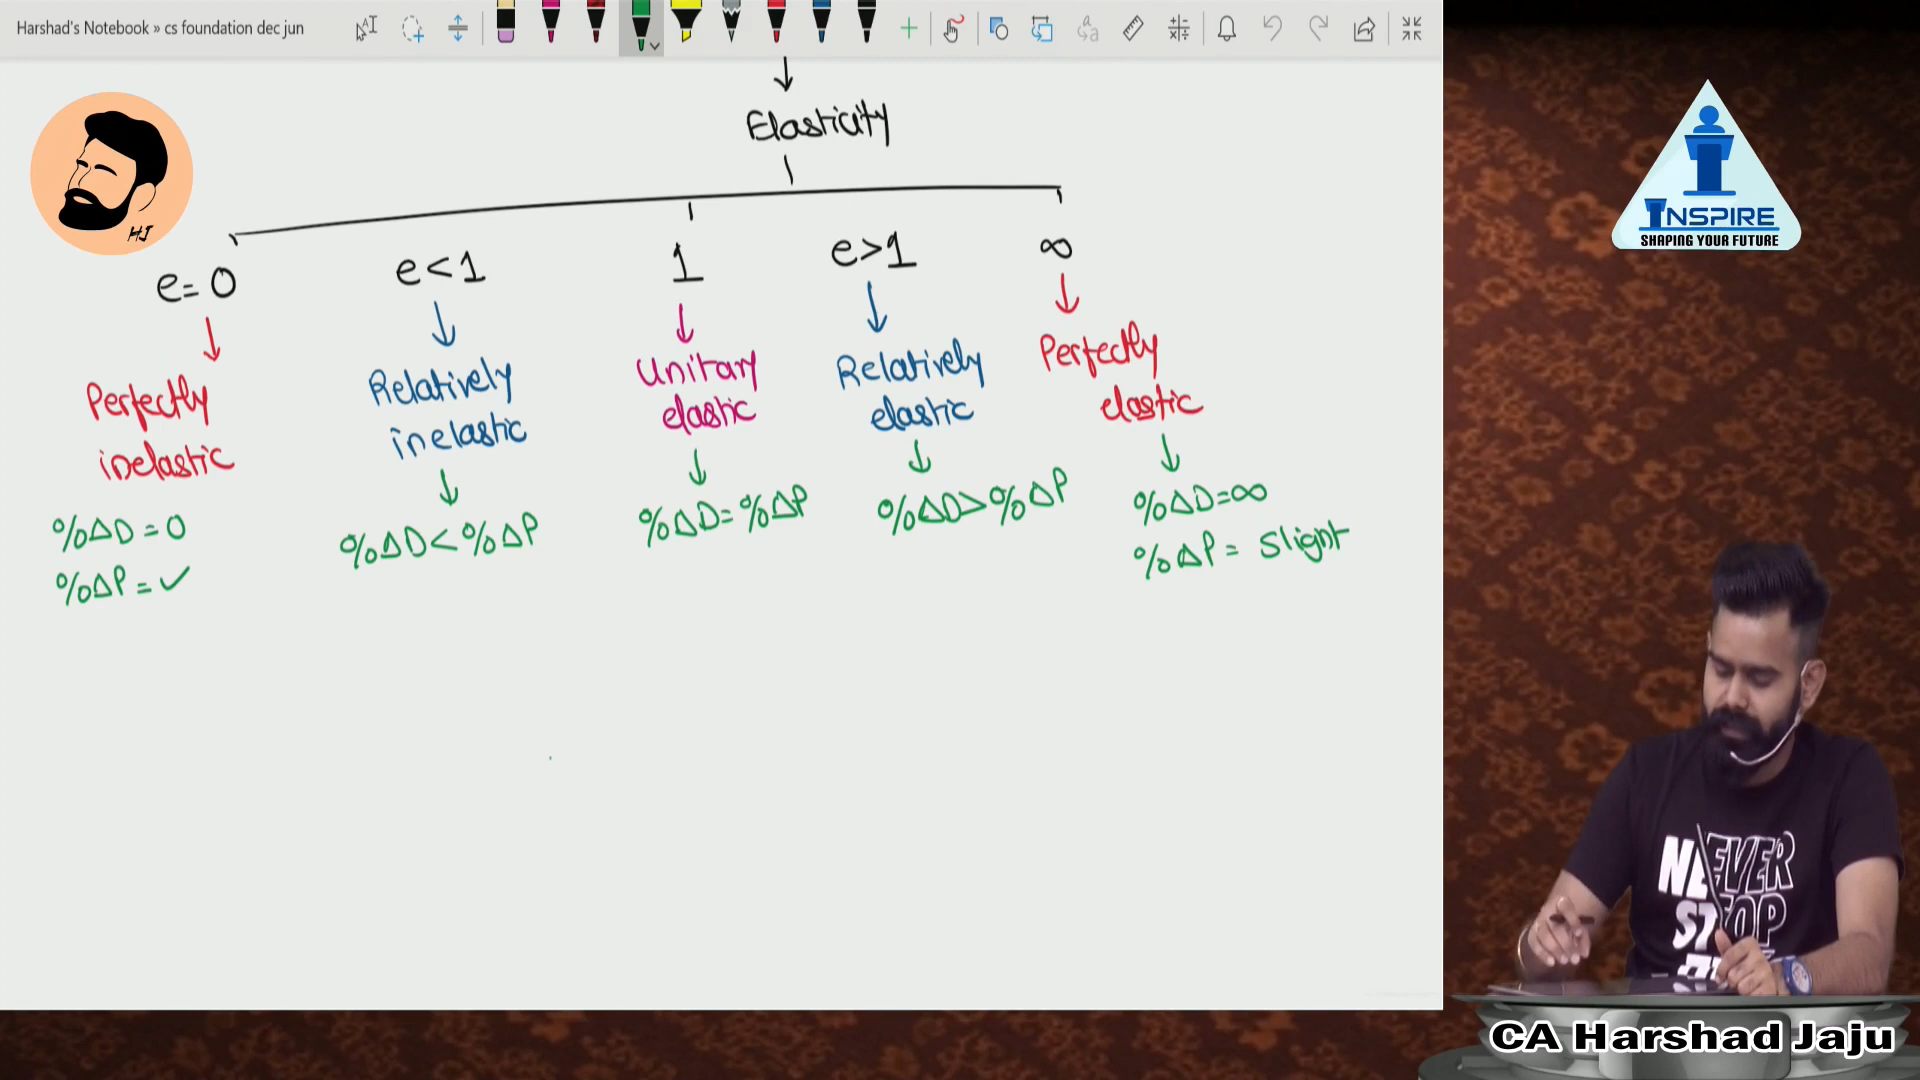 Harshad's Notebook » cs foundation dec jun
Elasticity
e=0
e<1
1
e>1
∞
Perfectly
inelastic
Relatively
inelastic
Unitary
elastic
Relatively
elastic
Perfectly
elastic
%ΔD=0
%ΔP=✓
%ΔD<%ΔP
%ΔD=%ΔP
%ΔD>%ΔP
%ΔD=∞
%ΔP= Slight
HJ
INSPIRE
SHAPING YOUR FUTURE
NEVER
STOP
CA Harshad Jaju